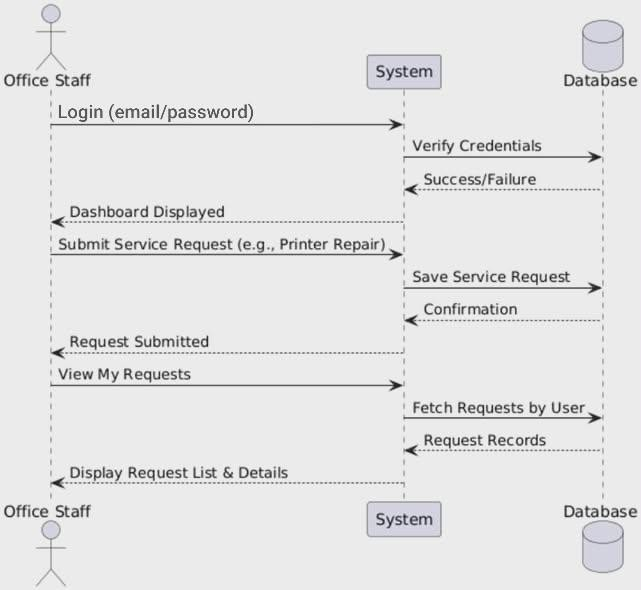 Office Staff
System
Database
Login (email/password)
Verify Credentials
Success/Failure
Dashboard Displayed
Submit Service Request (e.g., Printer Repair)
Save Service Request
Confirmation
Request Submitted
View My Requests
Fetch Requests by User
Request Records
Display Request List & Details
Office Staff
System
Database